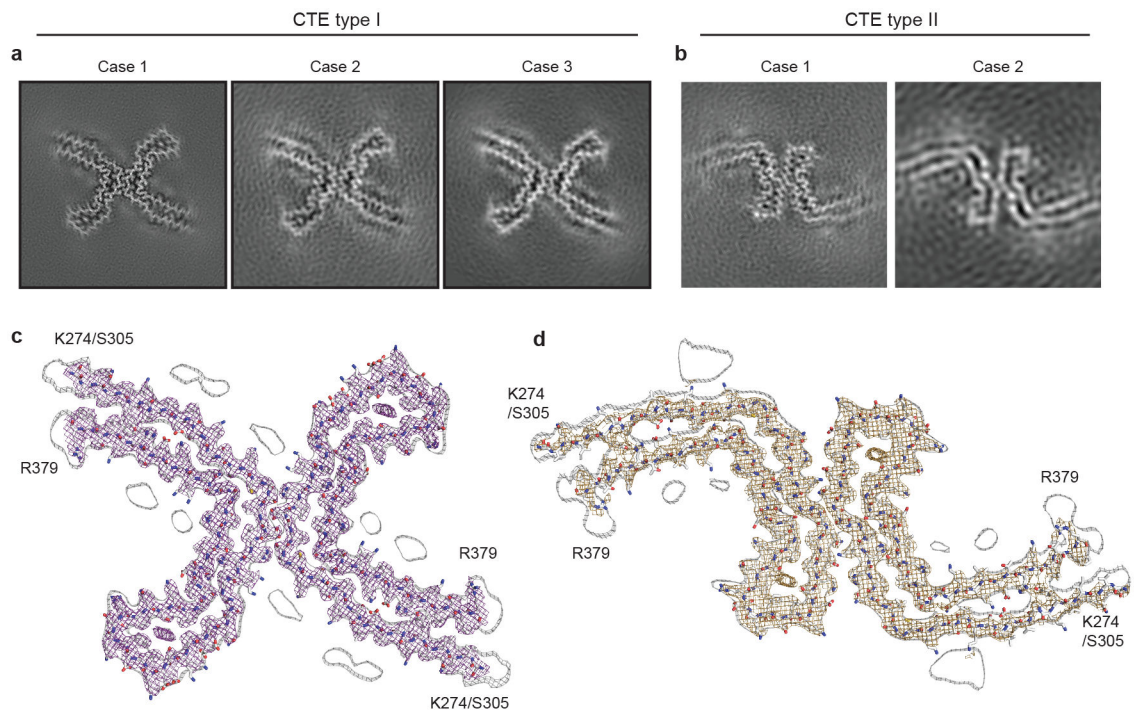 CTE type I
CTE type II
a
Case 1
Case 2
Case 3
b
Case 1
Case 2
c
K274/S305
R379
R379
K274/S305
d
K274
/S305
R379
R379
K274
/S305